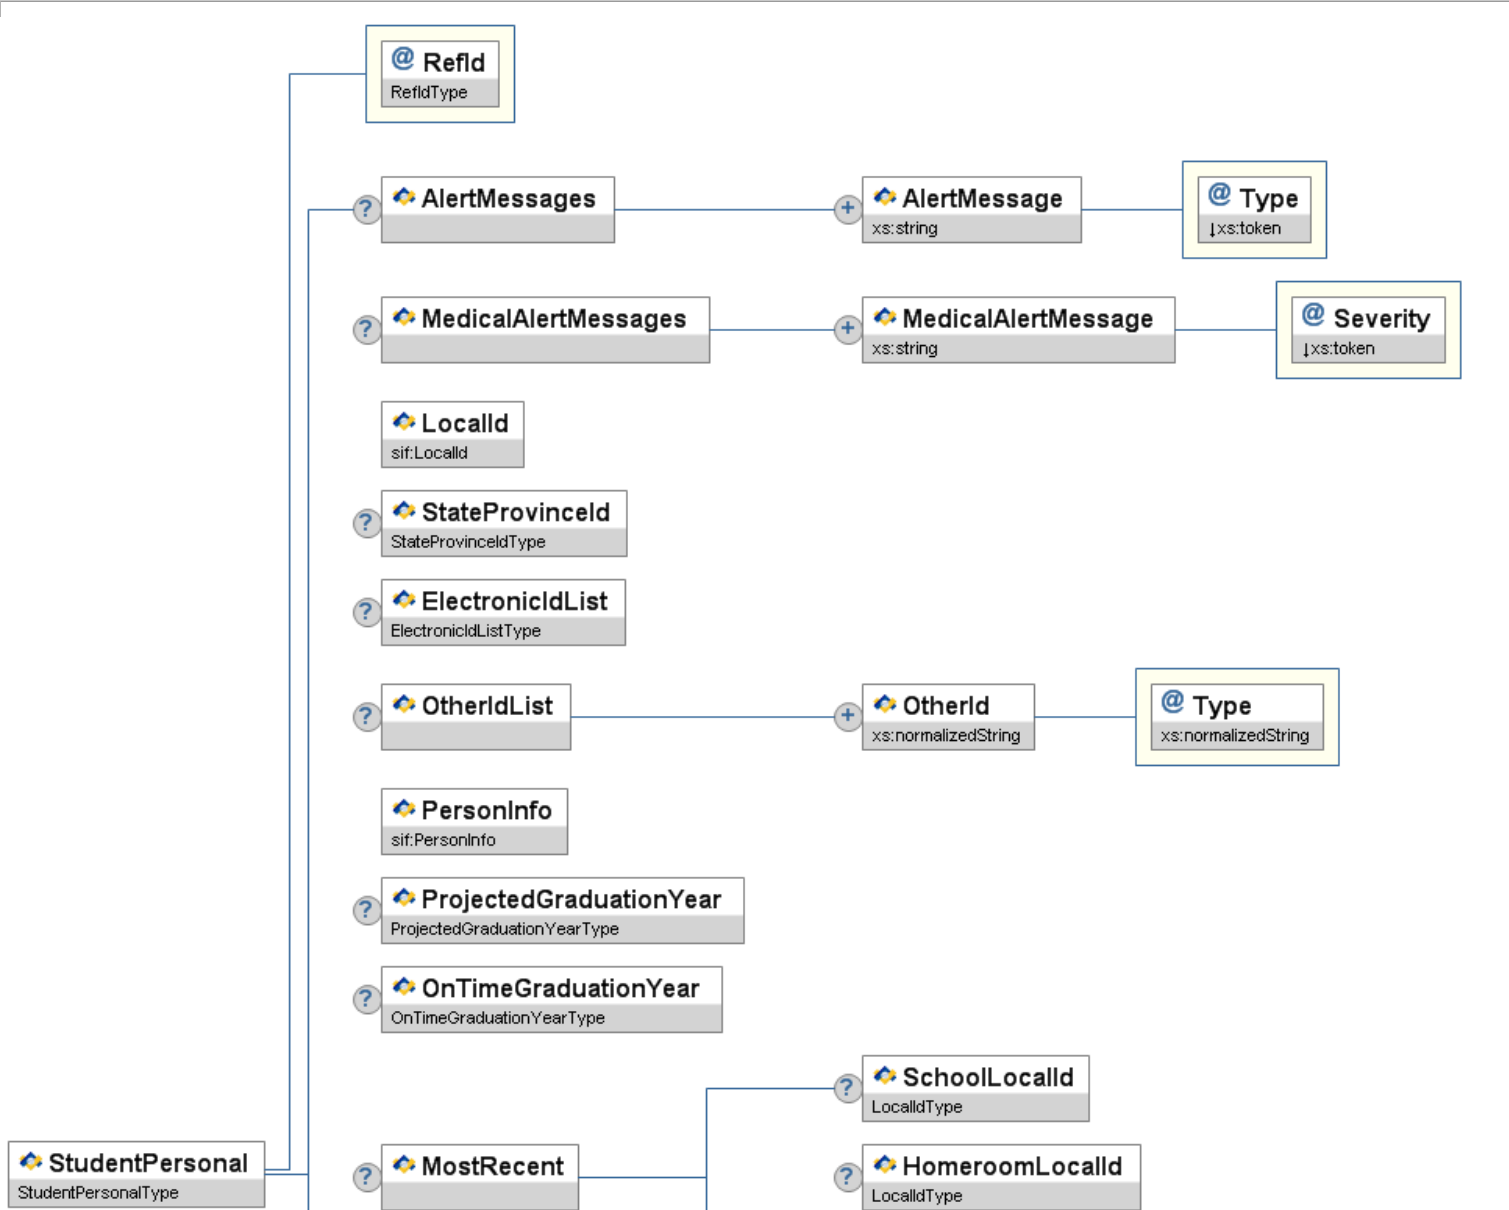 @ RefId
RefIdType
? AlertMessages
+ AlertMessage
xs:string
@ Type
↓xs:token
? MedicalAlertMessages
+ MedicalAlertMessage
xs:string
@ Severity
↓xs:token
LocalId
sif:LocalId
? StateProvinceId
StateProvinceIdType
? ElectronicIdList
ElectronicIdListType
? OtherIdList
+ OtherId
xs:normalizedString
@ Type
xs:normalizedString
PersonInfo
sif:PersonInfo
? ProjectedGraduationYear
ProjectedGraduationYearType
? OnTimeGraduationYear
OnTimeGraduationYearType
? SchoolLocalId
LocalIdType
StudentPersonal
StudentPersonalType
? MostRecent
? HomeroomLocalId
LocalIdType